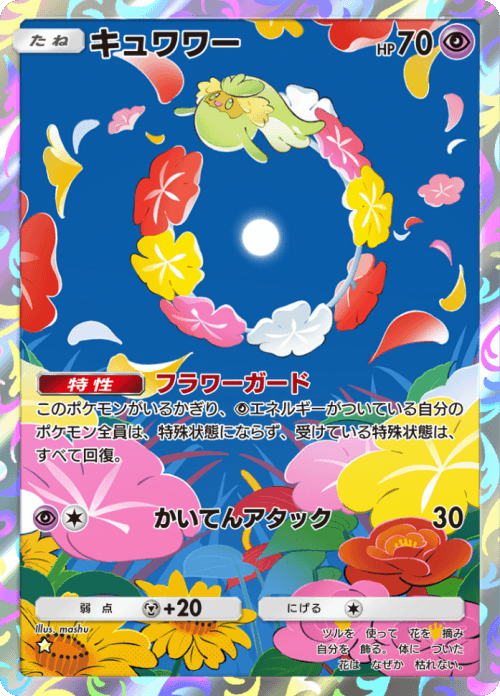 たね キュワワー HP70
特性 フラワーガード
このポケモンがいるかぎり、エネルギーがついている自分の
ポケモン全員は、特殊状態にならず、受けている特殊状態は、
すべて回復。
かいてんアタック 30
弱点 +20 にげる
Illus. mashu
ツルを 使って 花を 摘み
自分を 飾る。 体に ついた
花は なぜか 枯れない。